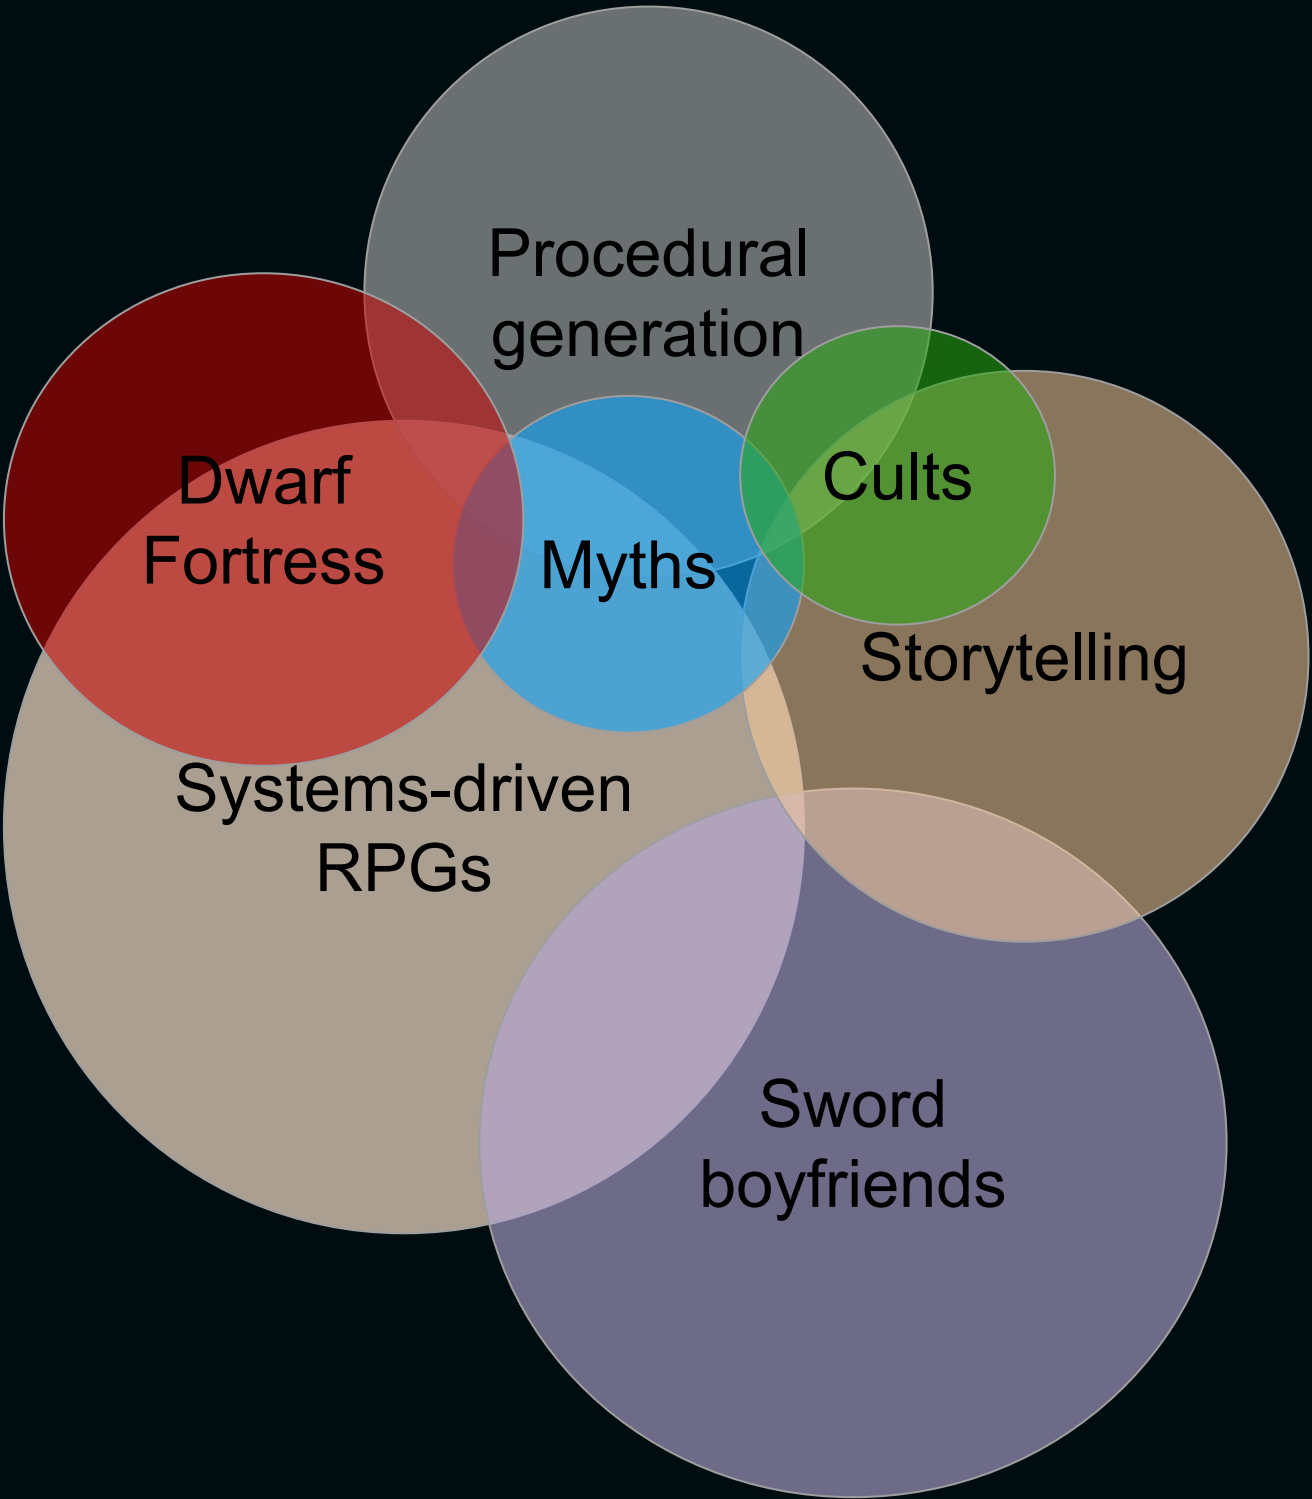 Procedural
generation
Dwarf
Fortress
Myths
Cults
Storytelling
Systems-driven
RPGs
Sword
boyfriends